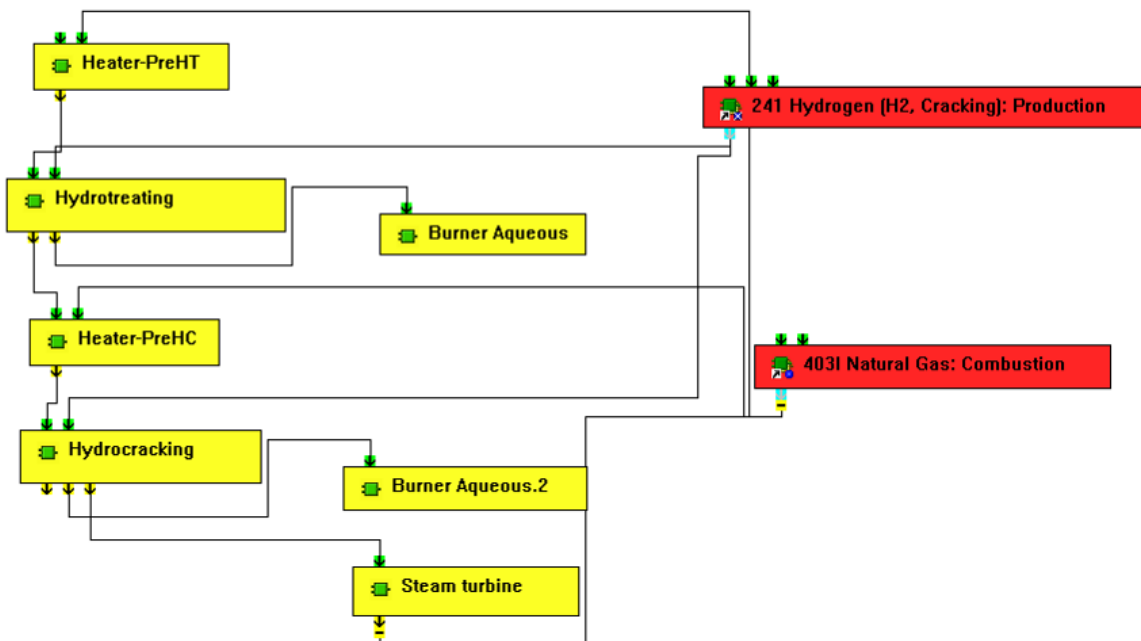 Heater-PreHT
241 Hydrogen (H2, Cracking): Production
Hydrotreating
Burner Aqueous
Heater-PreHC
403I Natural Gas: Combustion
Hydrocracking
Burner Aqueous.2
Steam turbine